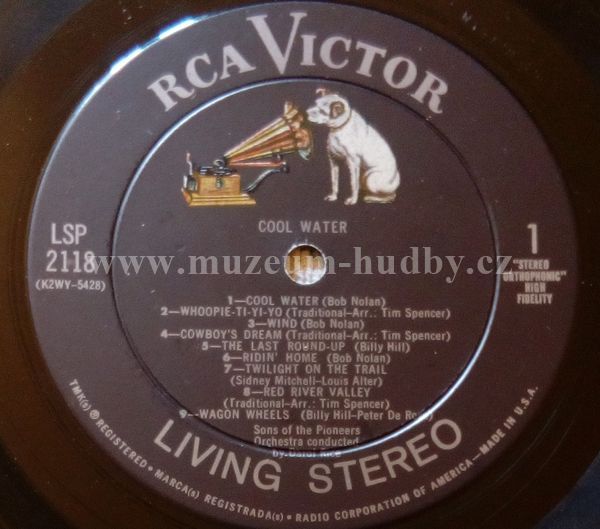 RCA VICTOR
COOL WATER
LSP
2118
(K2WY-5428)
1
"STEREO
ORTHOPHONIC"
HIGH
FIDELITY
www.muzeum-hudby.cz
1—COOL WATER (Bob Nolan)
2—WHOOPIE-TI-YI-YO (Traditional-Arr.: Tim Spencer)
3—WIND (Bob Nolan)
4—COWBOY'S DREAM (Traditional-Arr.: Tim Spencer)
5—THE LAST ROUND-UP (Billy Hill)
6—RIDIN' HOME (Bob Nolan)
7—TWILIGHT ON THE TRAIL
(Sidney Mitchell-Louis Alter)
8—RED RIVER VALLEY
(Traditional-Arr.: Tim Spencer)
9—WAGON WHEELS (Billy Hill-Peter De Rose)
Sons of the Pioneers
Orchestra conducted
by Darol Rice
LIVING STEREO
TMK(s) ® REGISTERED • MARCA(s) REGISTRADA(s) • RADIO CORPORATION OF AMERICA—MADE IN U.S.A.